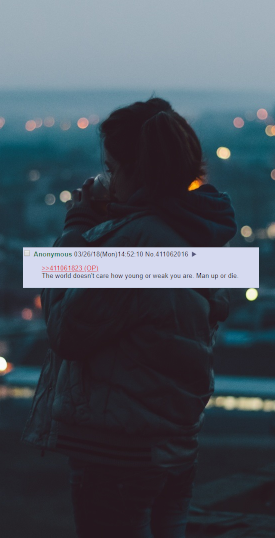 Anonymous 03/26/18(Mon)14:52:10 No.411062016 ▶
>>411061823 (OP)
The world doesn't care how young or weak you are. Man up or die.